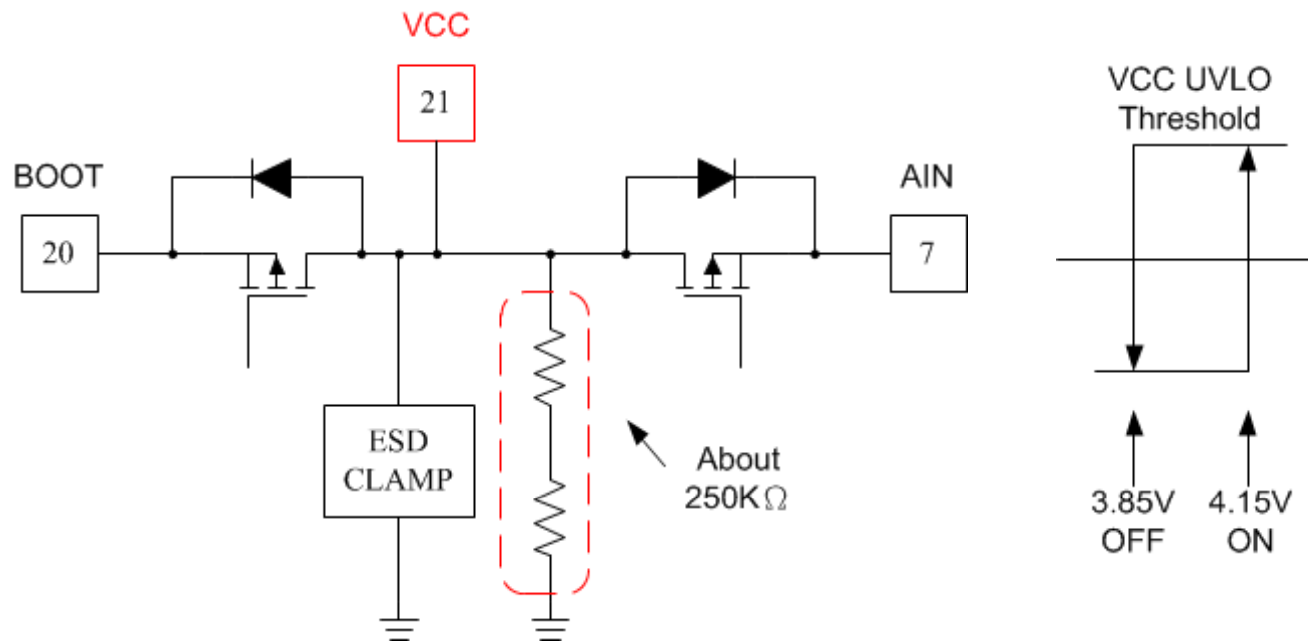 VCC
21
BOOT
20
AIN
7
ESD
CLAMP
About
250KΩ
VCC UVLO
Threshold
3.85V
OFF
4.15V
ON